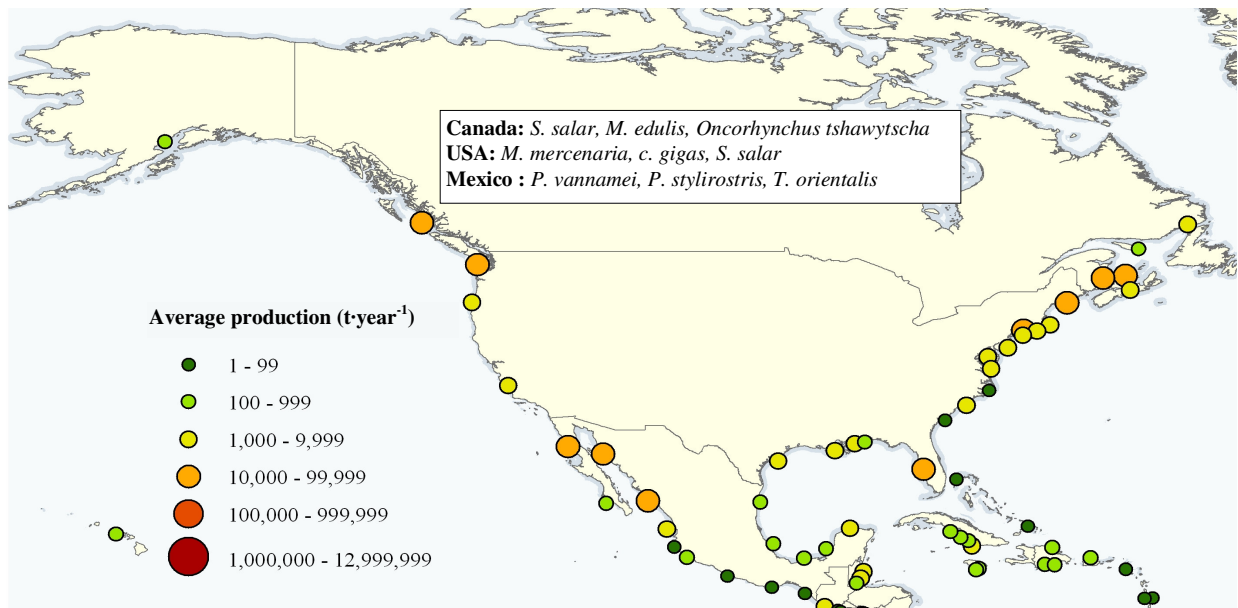 Canada: S. salar, M. edulis, Oncorhynchus tshawytscha
USA: M. mercenaria, c. gigas, S. salar
Mexico : P. vannamei, P. stylirostris, T. orientalis
Average production (t·year⁻¹)
1 - 99
100 - 999
1,000 - 9,999
10,000 - 99,999
100,000 - 999,999
1,000,000 - 12,999,999